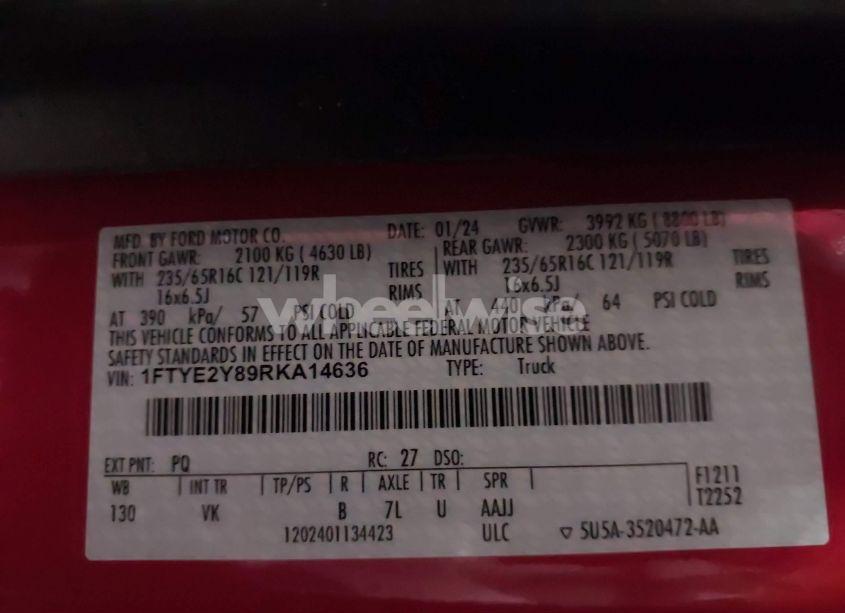 MFD. BY FORD MOTOR CO. DATE: 01/24 GVWR: 3992 KG ( 8800 LB)
FRONT GAWR: 2100 KG ( 4630 LB) REAR GAWR: 2300 KG ( 5070 LB)
WITH 235/65R16C 121/119R TIRES WITH 235/65R16C 121/119R TIRES
16x6.5J RIMS 16x6.5J RIMS
AT 390 kPa/ 57 PSI COLD AT 440 kPa/ 64 PSI COLD
wheelwise
THIS VEHICLE CONFORMS TO ALL APPLICABLE FEDERAL MOTOR VEHICLE
SAFETY STANDARDS IN EFFECT ON THE DATE OF MANUFACTURE SHOWN ABOVE.
VIN: 1FTYE2Y89RKA14636 TYPE: Truck
EXT PNT: PQ RC: 27 DSO:
WB INT TR TP/PS R AXLE TR SPR F1211
130 VK B 7L U AAJJ T2252
1202401134423 ULC ▽ 5U5A-3520472-AA